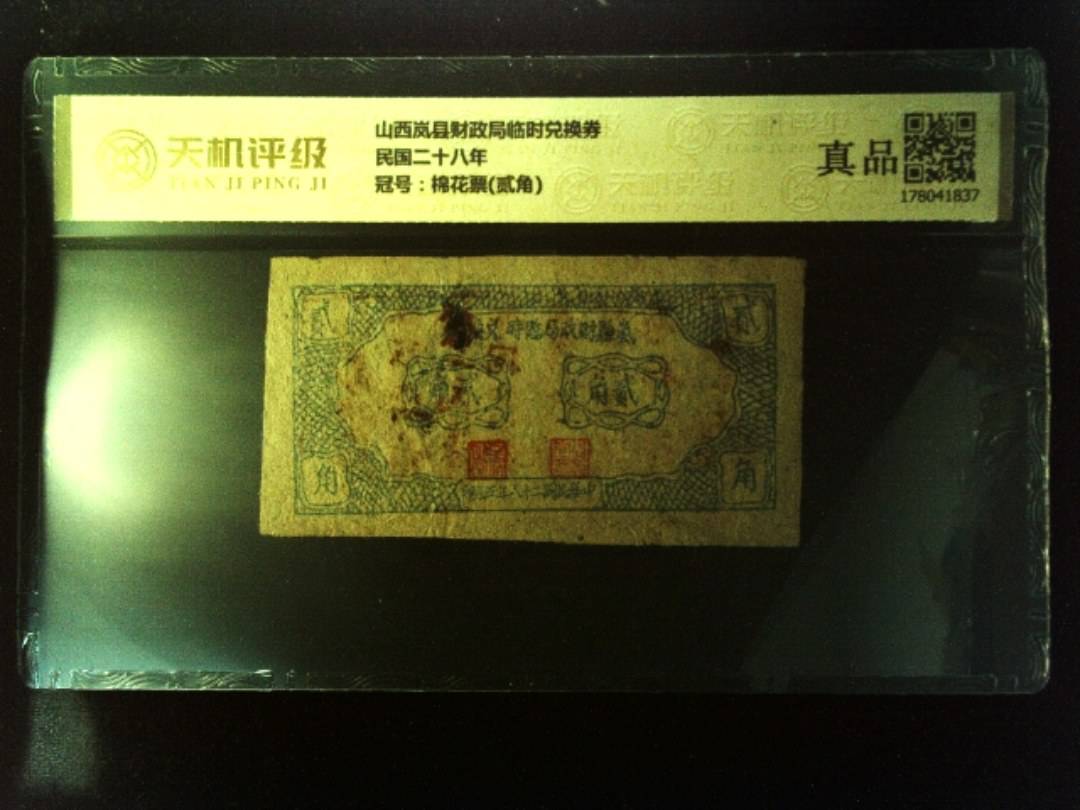 天机评级
TIAN JI PING JI
山西岚县财政局临时兑换券
民国二十八年
冠号：棉花票(贰角)
真品
178041837
贰
贰
贰角
角贰
角
角